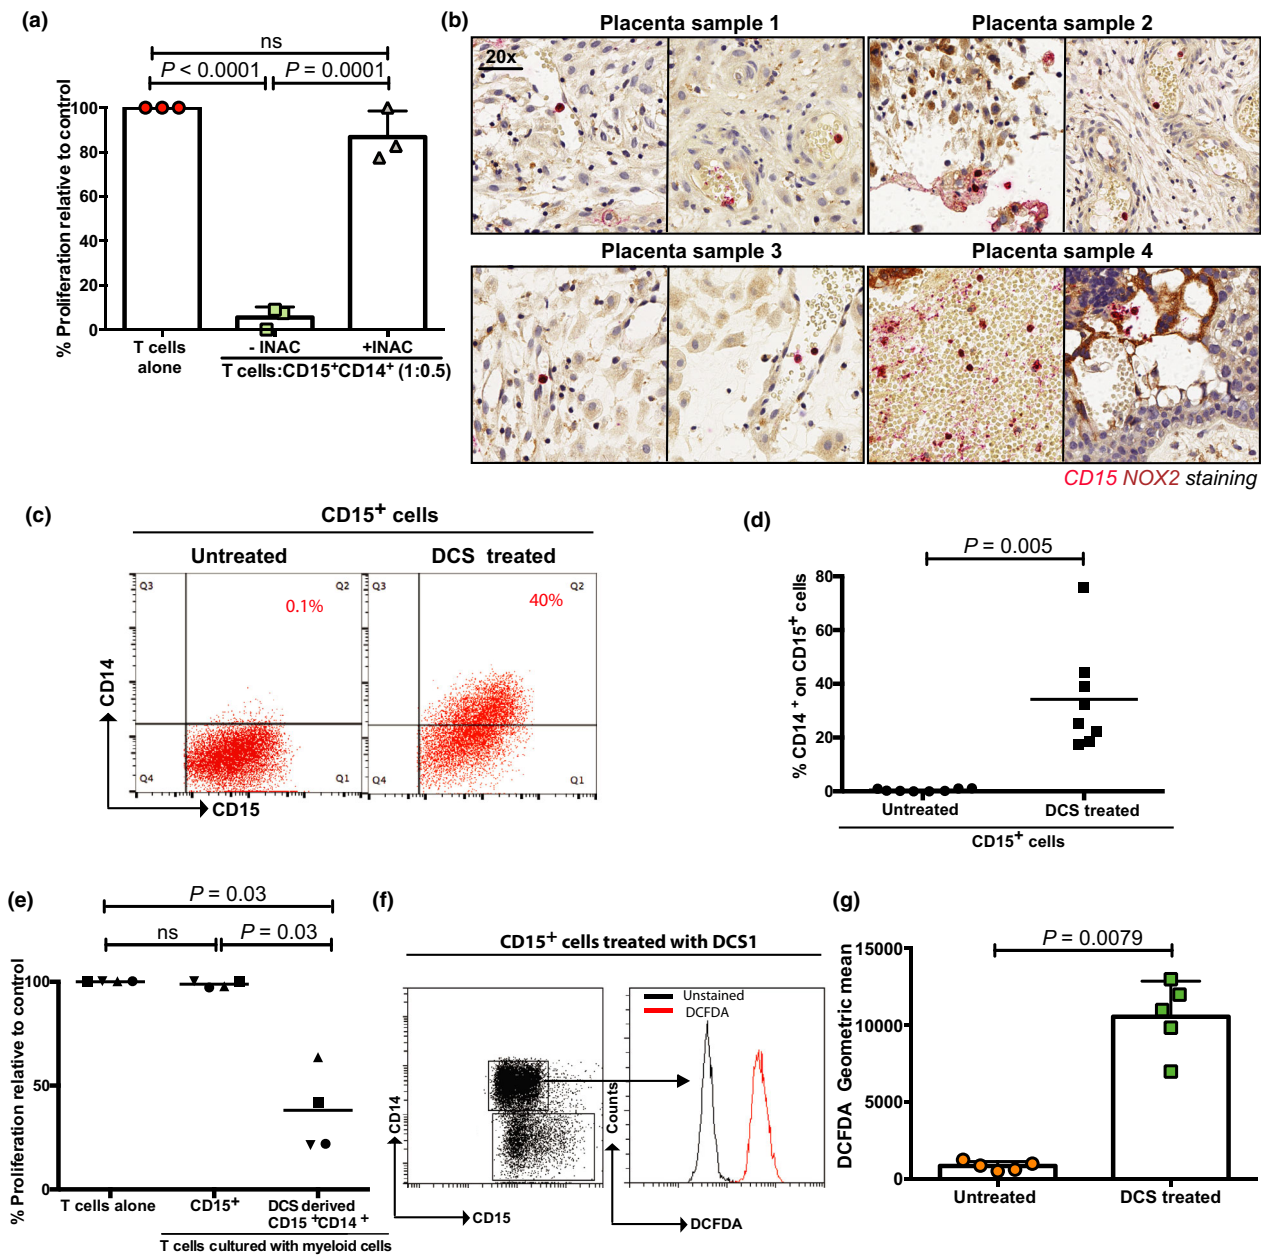 (a)
ns
P < 0.0001
P = 0.0001
% Proliferation relative to control
100
80
60
40
20
0
T cells alone
- INAC
+INAC
T cells:CD15+CD14+ (1:0.5)
(b)
Placenta sample 1
Placenta sample 2
20x
Placenta sample 3
Placenta sample 4
CD15 NOX2 staining
(c)
CD15+ cells
Untreated
DCS treated
Q3
Q2
0.1%
Q4
Q1
Q3
Q2
40%
Q4
Q1
CD14
CD15
(d)
P = 0.005
% CD14 + on CD15+ cells
80
60
40
20
0
Untreated
DCS treated
CD15+ cells
(e)
P = 0.03
ns
P = 0.03
% Proliferation relative to control
100
50
0
T cells alone
CD15+
DCS derived
CD15 +CD14 +
T cells cultured with myeloid cells
(f)
CD15+ cells treated with DCS1
Unstained
DCFDA
CD14
CD15
Counts
DCFDA
(g)
P = 0.0079
DCFDA Geometric mean
15000
10000
5000
0
Untreated
DCS treated